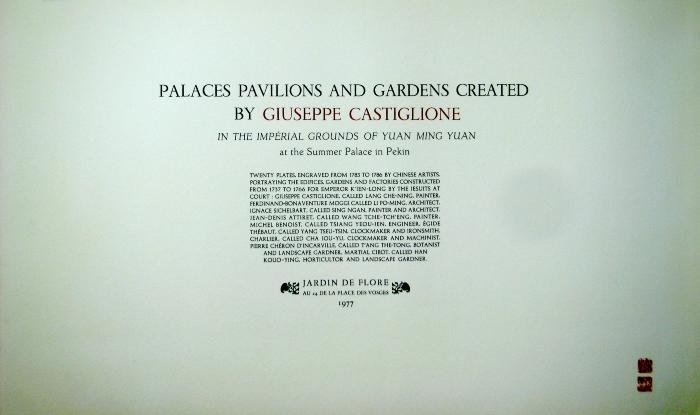 PALACES PAVILIONS AND GARDENS CREATED
BY GIUSEPPE CASTIGLIONE
IN THE IMPÉRIAL GROUNDS OF YUAN MING YUAN
at the Summer Palace in Pekin
TWENTY PLATES, ENGRAVED FROM 1783 TO 1786 BY CHINESE ARTISTS,
PORTRAYING THE EDIFICES, GARDENS AND FACTORIES CONSTRUCTED
FROM 1737 TO 1766 FOR EMPEROR K'IEN-LONG BY THE JESUITS AT
COURT : GIUSEPPE CASTIGLIONE, CALLED LANG CHE-NING, PAINTER,
FERDINAND-BONAVENTURE MOGGI CALLED LI PO-MING, ARCHITECT,
IGNACE SICHELBART, CALLED SING NGAN, PAINTER AND ARCHITECT,
JEAN-DENIS ATTIRET, CALLED WANG TCHE-TCH'ENG, PAINTER,
MICHEL BENOIST, CALLED TSIANG YEOU-JEN, ENGINEER, ÉGIDE
THÉBAUT, CALLED YANG TSEU-TSIN, CLOCKMAKER AND IRONSMITH,
CHARLIER, CALLED CHA JOU-YU, CLOCKMAKER AND MACHINIST,
PIERRE CHÉRON D'INCARVILLE, CALLED T'ANG THE-TONG, BOTANIST
AND LANDSCAPE GARDNER, MARTIAL CIBOT, CALLED HAN
KOUO-YING, HORTICULTOR AND LANDSCAPE GARDNER.
JARDIN DE FLORE
AU 24 DE LA PLACE DES VOSGES
1977